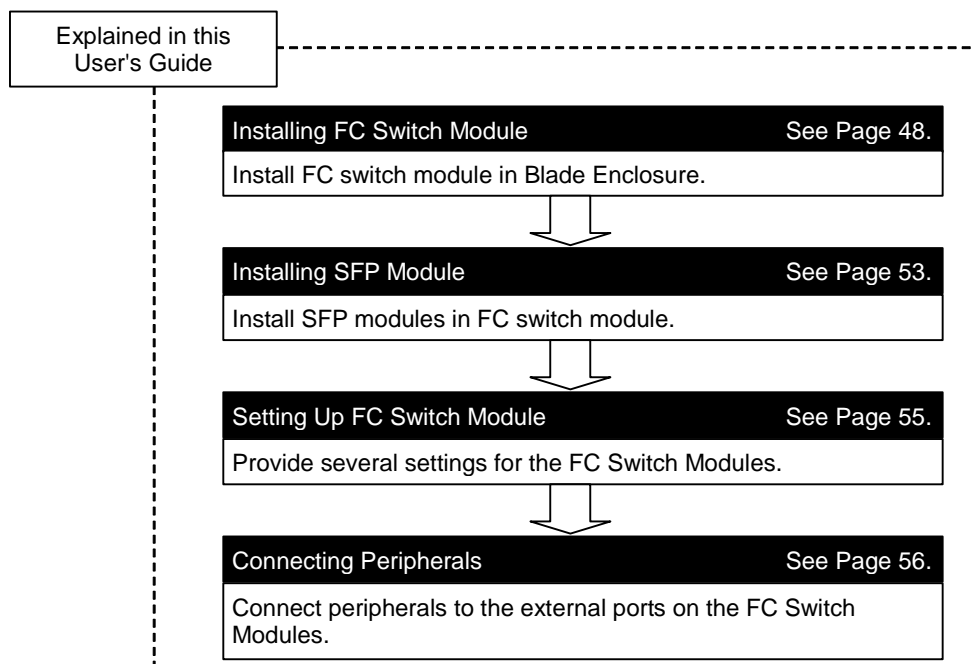 Explained in this
User's Guide
Installing FC Switch Module See Page 48.
Install FC switch module in Blade Enclosure.
Installing SFP Module See Page 53.
Install SFP modules in FC switch module.
Setting Up FC Switch Module See Page 55.
Provide several settings for the FC Switch Modules.
Connecting Peripherals See Page 56.
Connect peripherals to the external ports on the FC Switch
Modules.